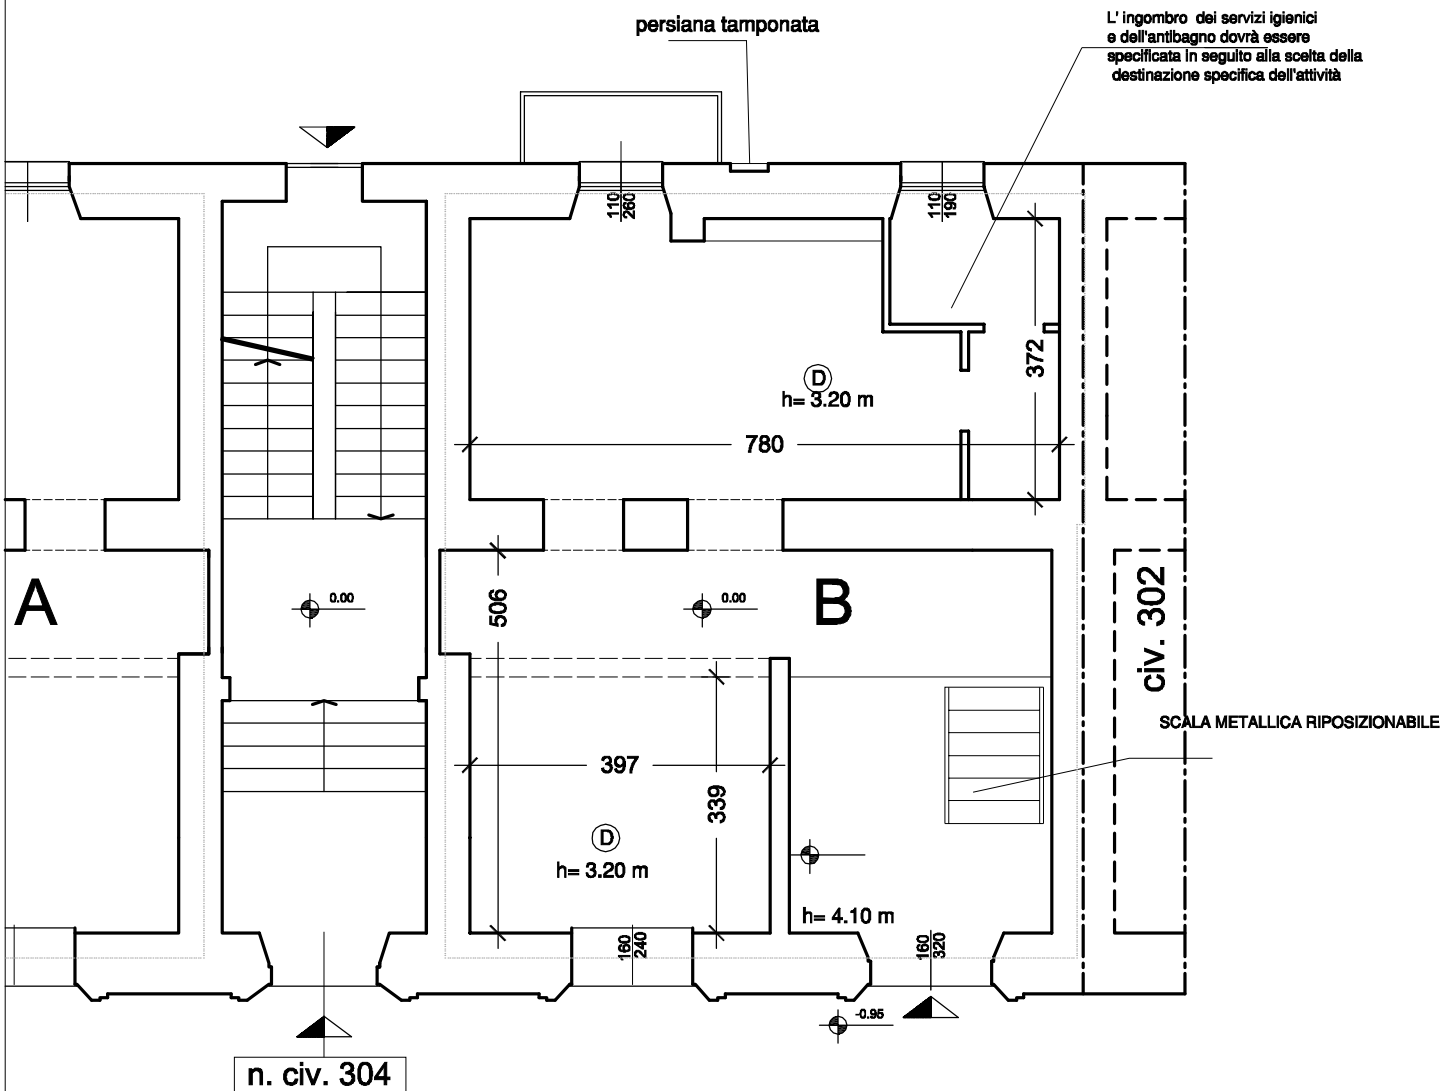 persiana tamponata
L' ingombro dei servizi igienici
e dell'antibagno dovrà essere
specificata in seguito alla scelta della
destinazione specifica dell'attività
110
260
110
190
372
D
h= 3.20 m
780
A
0.00
506
0.00
B
civ. 302
SCALA METALLICA RIPOSIZIONABILE
397
339
D
h= 3.20 m
h= 4.10 m
160
240
160
320
-0.95
n. civ. 304